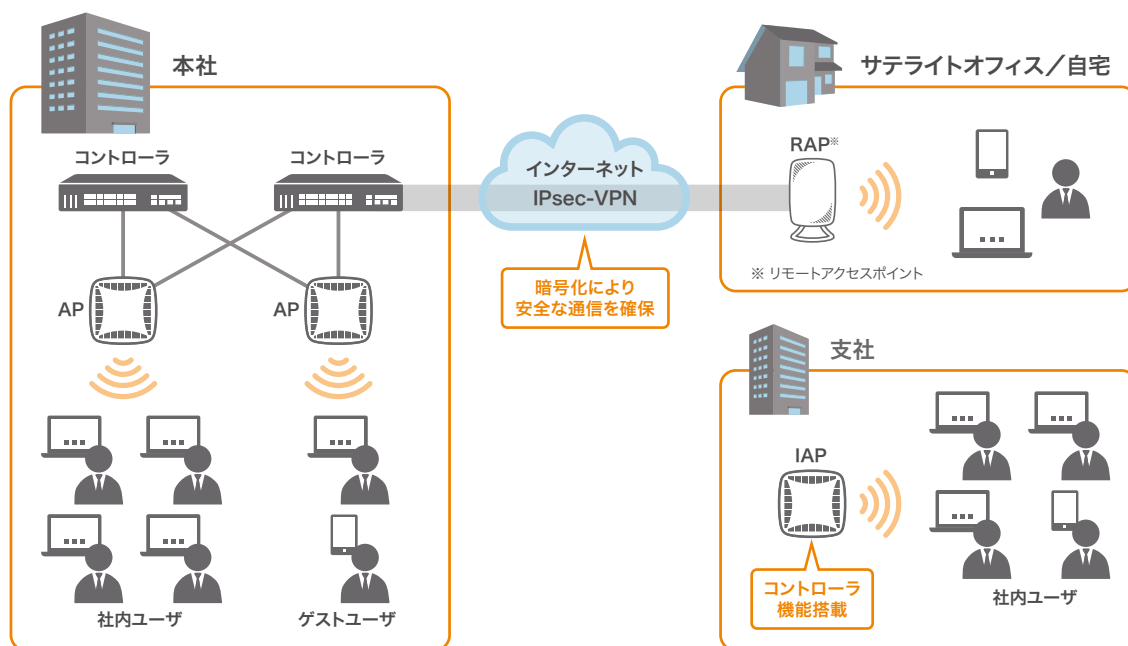 本社
コントローラ
コントローラ
AP
AP
社内ユーザ
ゲストユーザ
インターネット
IPsec-VPN
暗号化により
安全な通信を確保
サテライトオフィス／自宅
RAP※
※ リモートアクセスポイント
支社
IAP
コントローラ
機能搭載
社内ユーザ